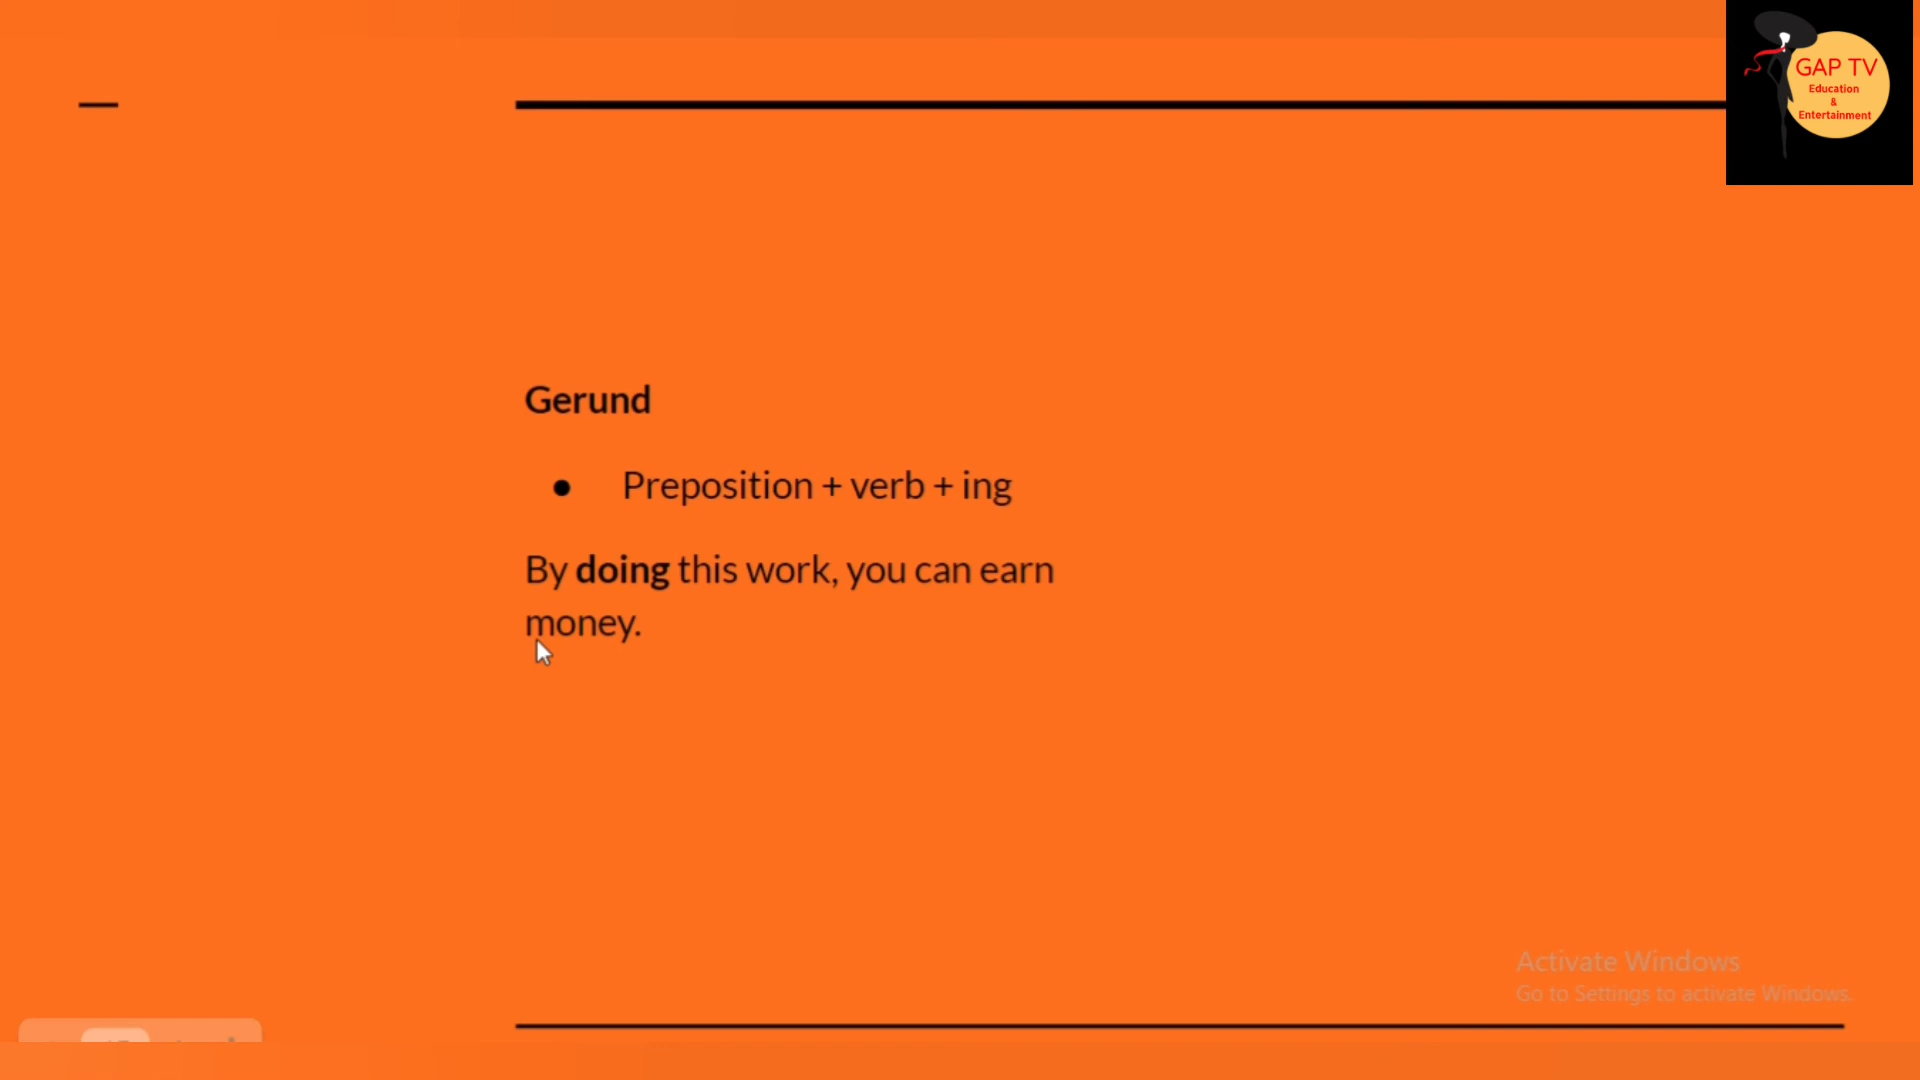 GAP TV
Education
&
Entertainment
Gerund
● Preposition + verb + ing
By doing this work, you can earn
money.
Activate Windows
Go to Settings to activate Windows.